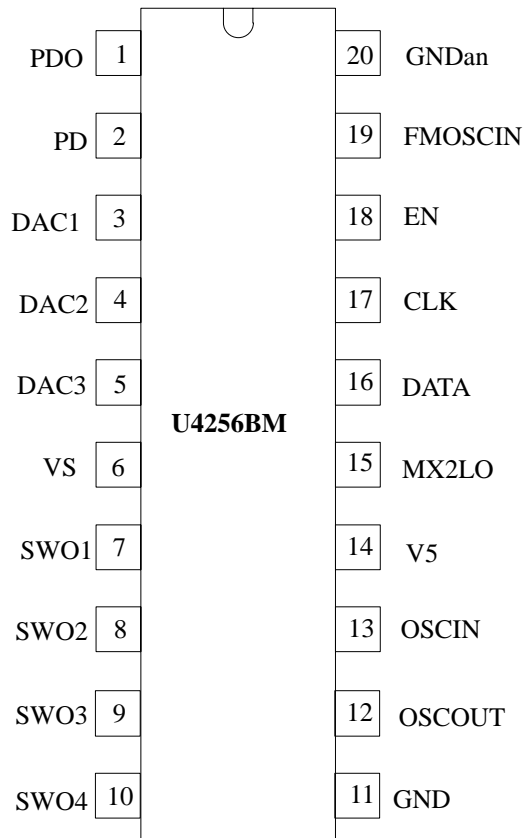 PDO 1 20 GNDan
PD 2 19 FMOSCIN
DAC1 3 18 EN
DAC2 4 17 CLK
DAC3 5 16 DATA
U4256BM
VS 6 15 MX2LO
SWO1 7 14 V5
SWO2 8 13 OSCIN
SWO3 9 12 OSCOUT
SWO4 10 11 GND